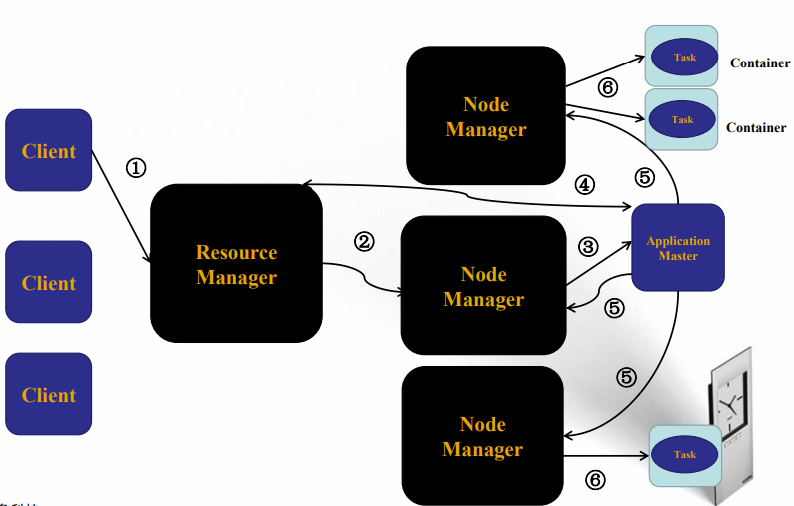 Task
Container
⑥
Node
Manager
Task
Container
Client
①
⑤
④
Resource
Manager
②
③
Application
Master
Node
Manager
Client
⑤
⑤
Client
Node
Manager
Task
⑥